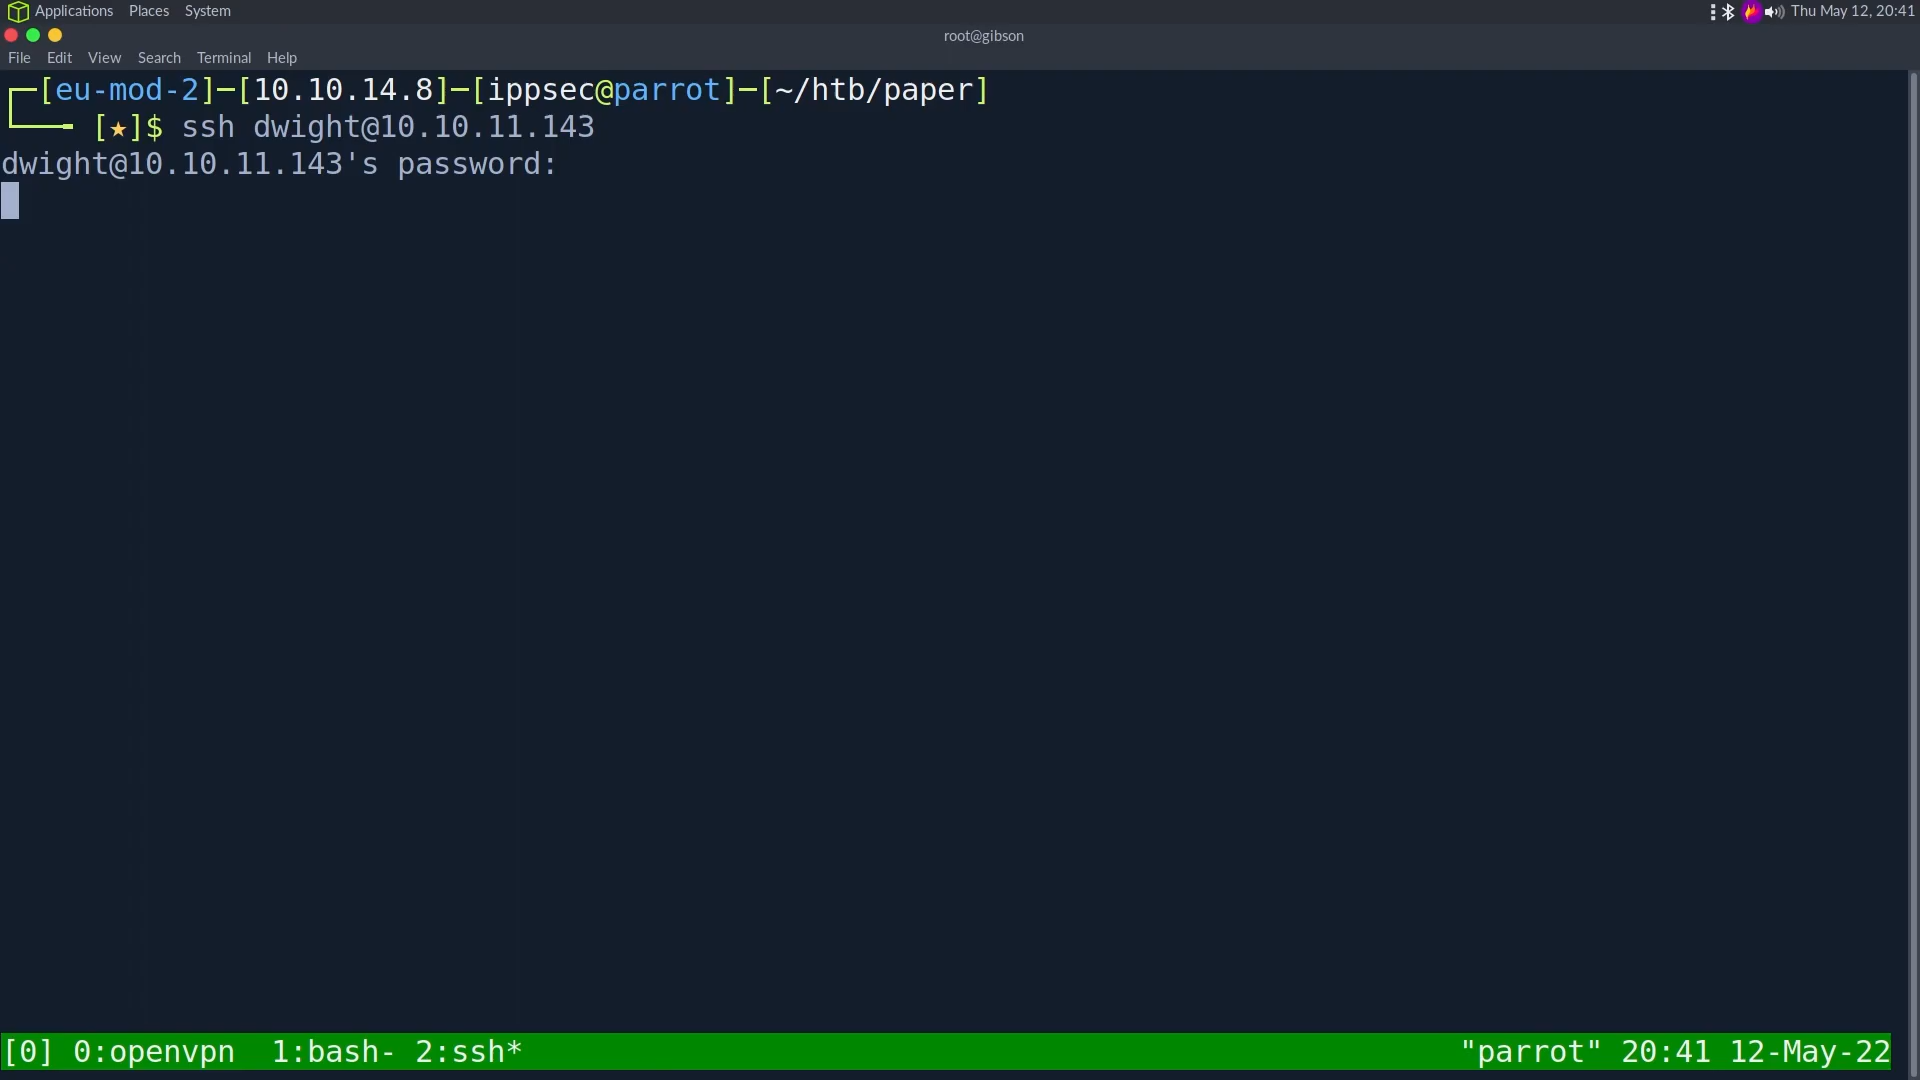 Applications Places System Thu May 12, 20:41
root@gibson
File Edit View Search Terminal Help
┌─[eu-mod-2]─[10.10.14.8]─[ippsec@parrot]─[~/htb/paper]
└──╼ [★]$ ssh dwight@10.10.11.143
dwight@10.10.11.143's password:
[0] 0:openvpn  1:bash- 2:ssh* "parrot" 20:41 12-May-22